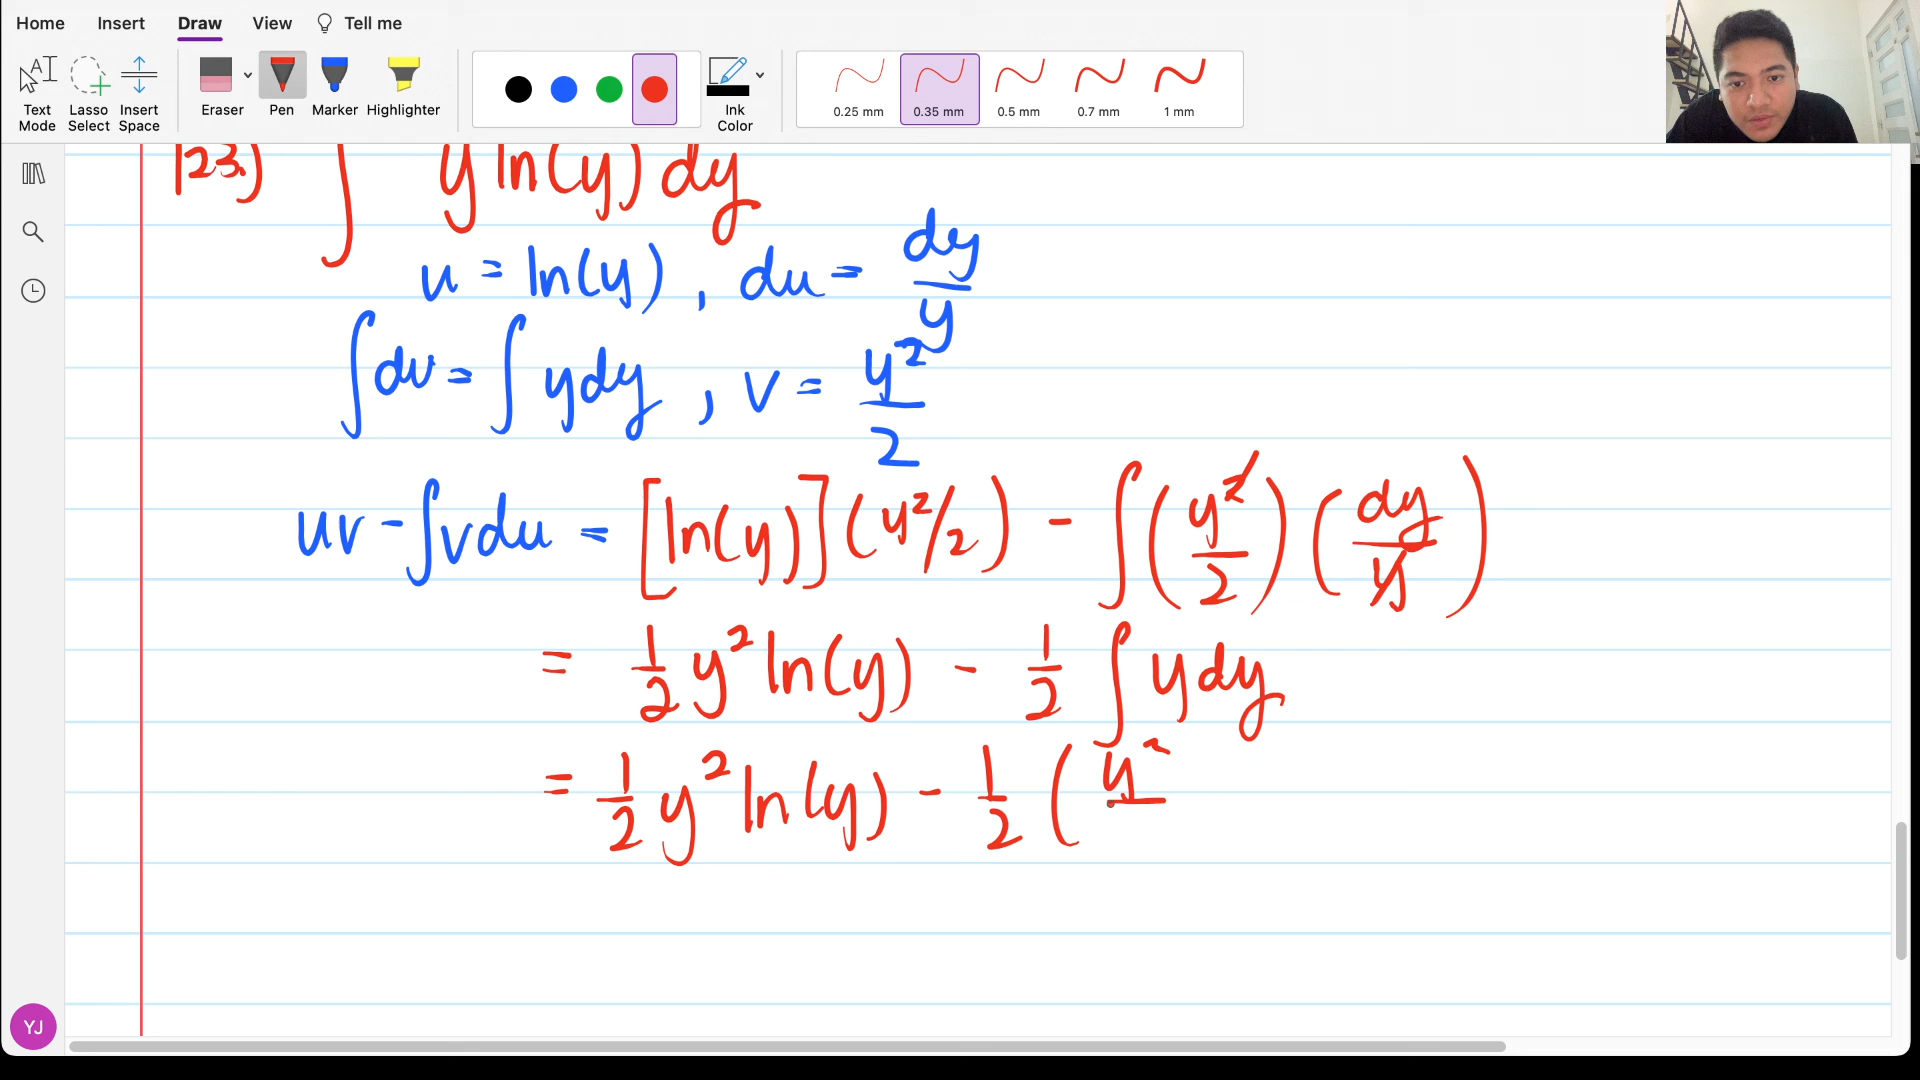 Home Insert Draw View Tell me
Text Mode Lasso Select Insert Space Eraser Pen Marker Highlighter Ink Color 0.25 mm 0.35 mm 0.5 mm 0.7 mm 1 mm
123.) ∫ y ln(y) dy
u = ln(y), du = dy/y
∫dv = ∫ydy, v = y²/2
uv - ∫vdu = [ln(y)](y²/2) - ∫(y²/2)(dy/y)
= 1/2 y² ln(y) - 1/2 ∫ydy
= 1/2 y² ln(y) - 1/2 (y²
YJ